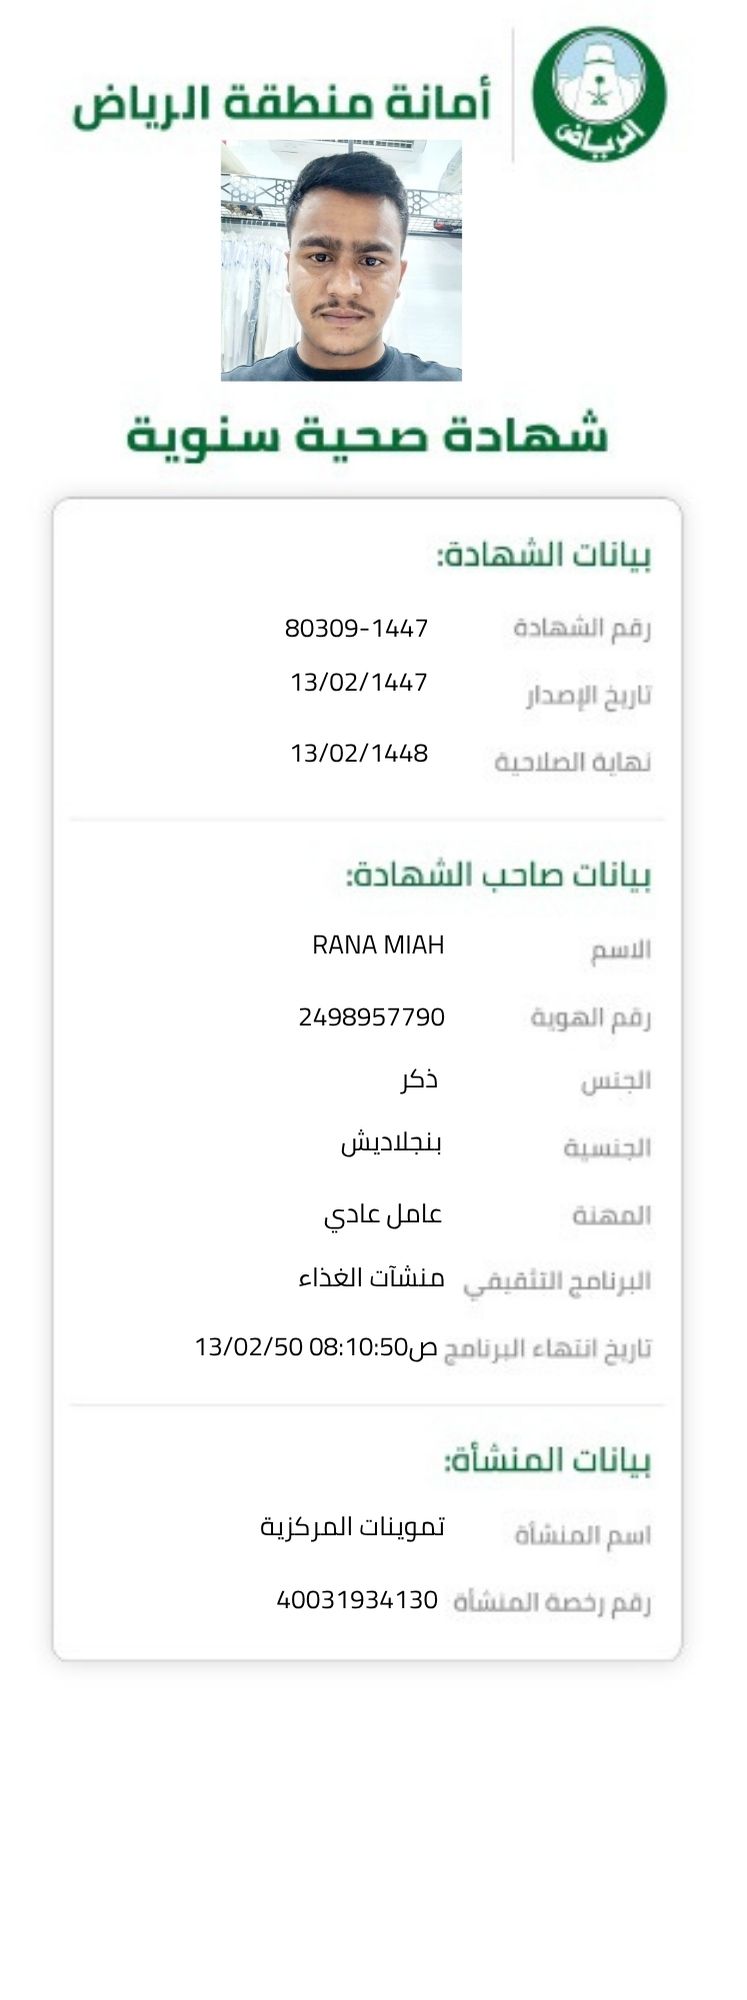 أمانة منطقة الرياض
الرياض
شهادة صحية سنوية
بيانات الشهادة:
رقم الشهادة 80309-1447
تاريخ الإصدار 13/02/1447
نهاية الصلاحية 13/02/1448
بيانات صاحب الشهادة:
الاسم RANA MIAH
رقم الهوية 2498957790
الجنس ذكر
الجنسية بنجلاديش
المهنة عامل عادي
البرنامج التثقيفي منشآت الغذاء
تاريخ انتهاء البرنامج 13/02/50 08:10:50ص
بيانات المنشأة:
اسم المنشأة تموينات المركزية
رقم رخصة المنشأة 40031934130